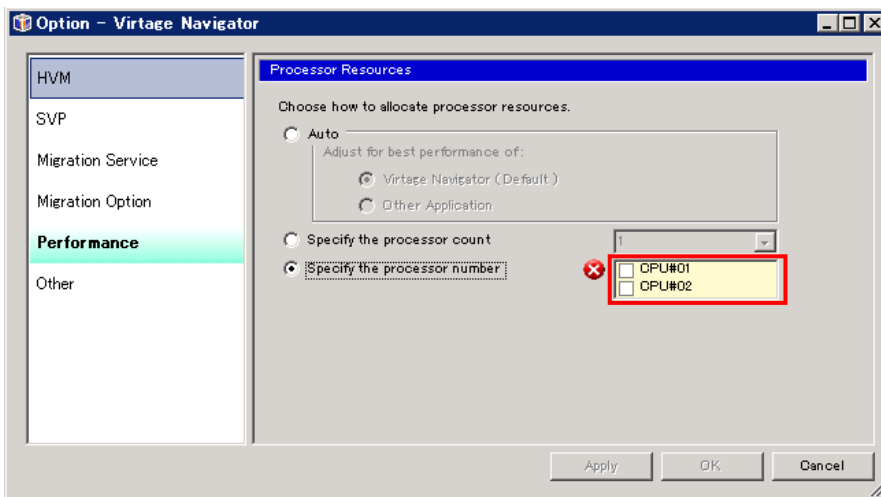 Option - Virtage Navigator
HVM
SVP
Migration Service
Migration Option
Performance
Other
Processor Resources
Choose how to allocate processor resources.
Auto
Adjust for best performance of:
Virtage Navigator ( Default )
Other Application
Specify the processor count
1
Specify the processor number
CPU#01
CPU#02
Apply
OK
Cancel